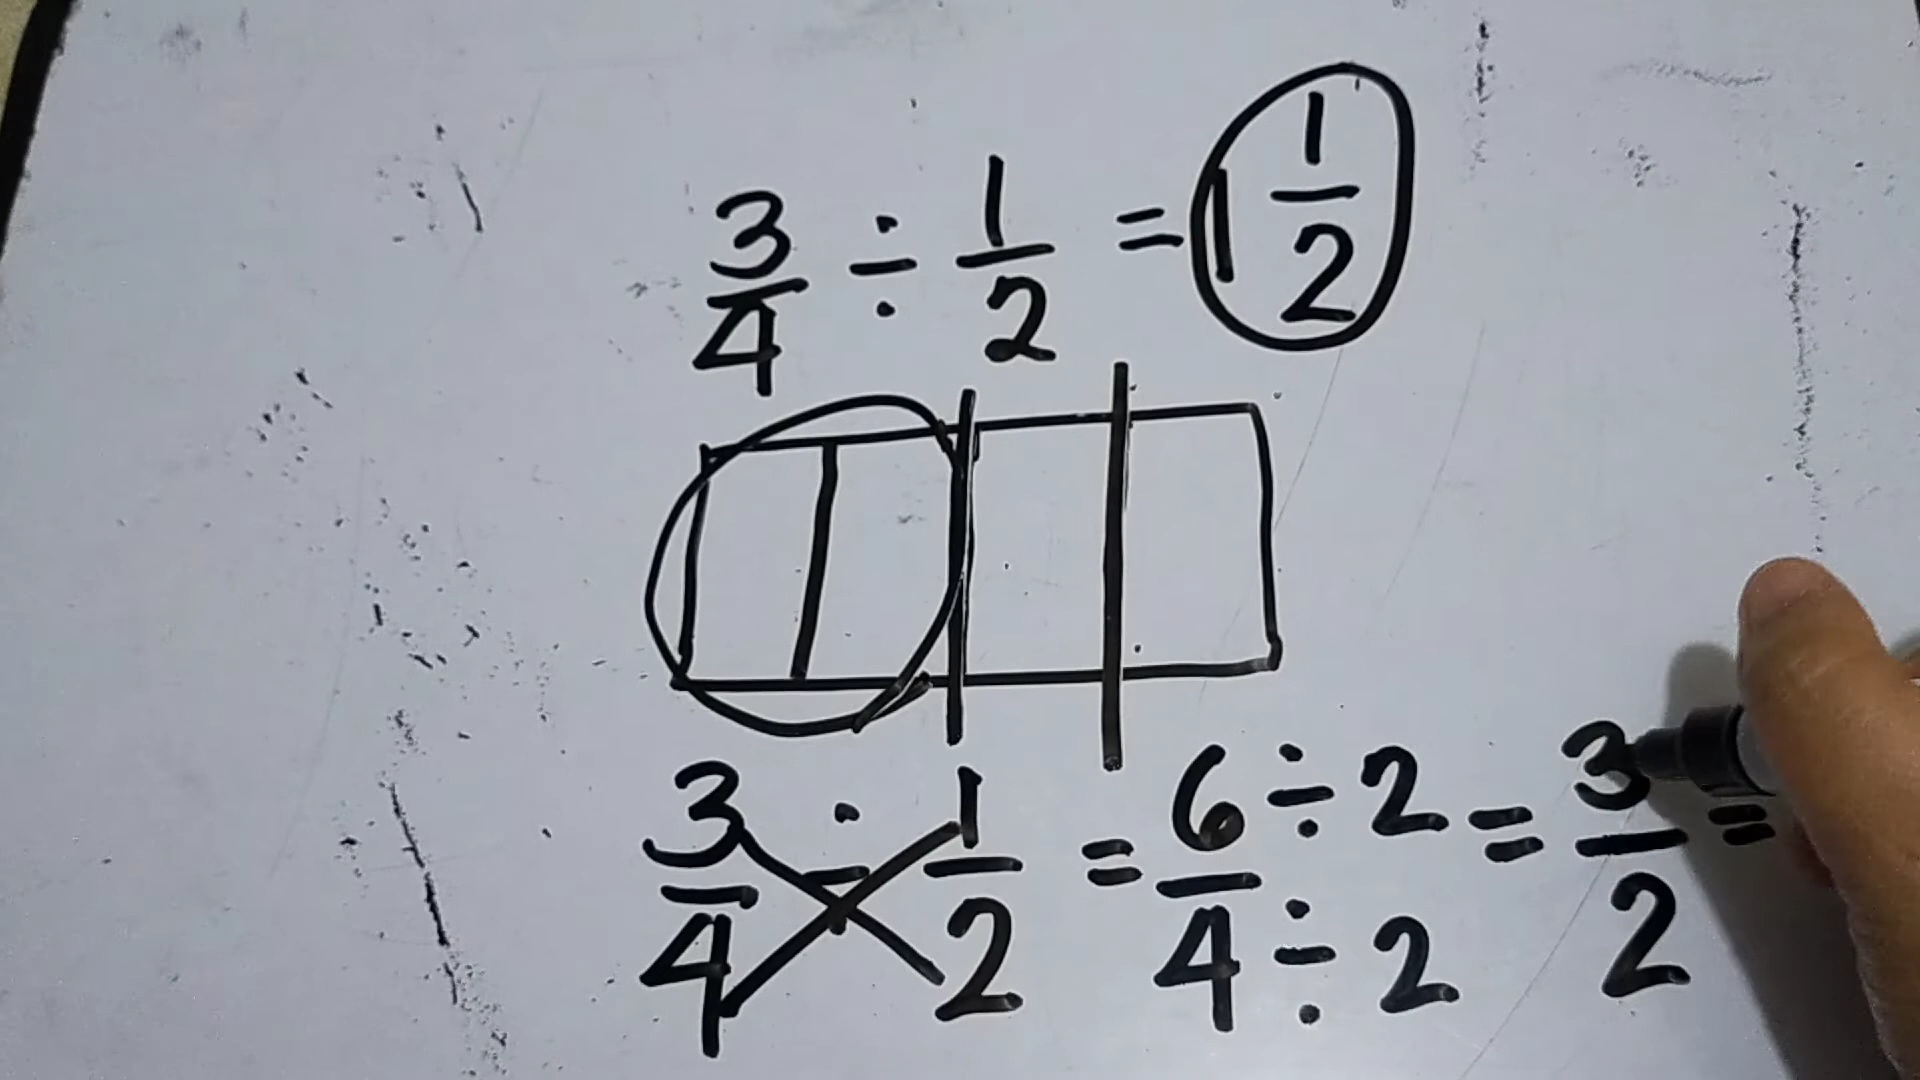 3/4 ÷ 1/2 = 1 1/2
3/4 ÷ 1/2 = 6÷2/4÷2 = 3/2 =